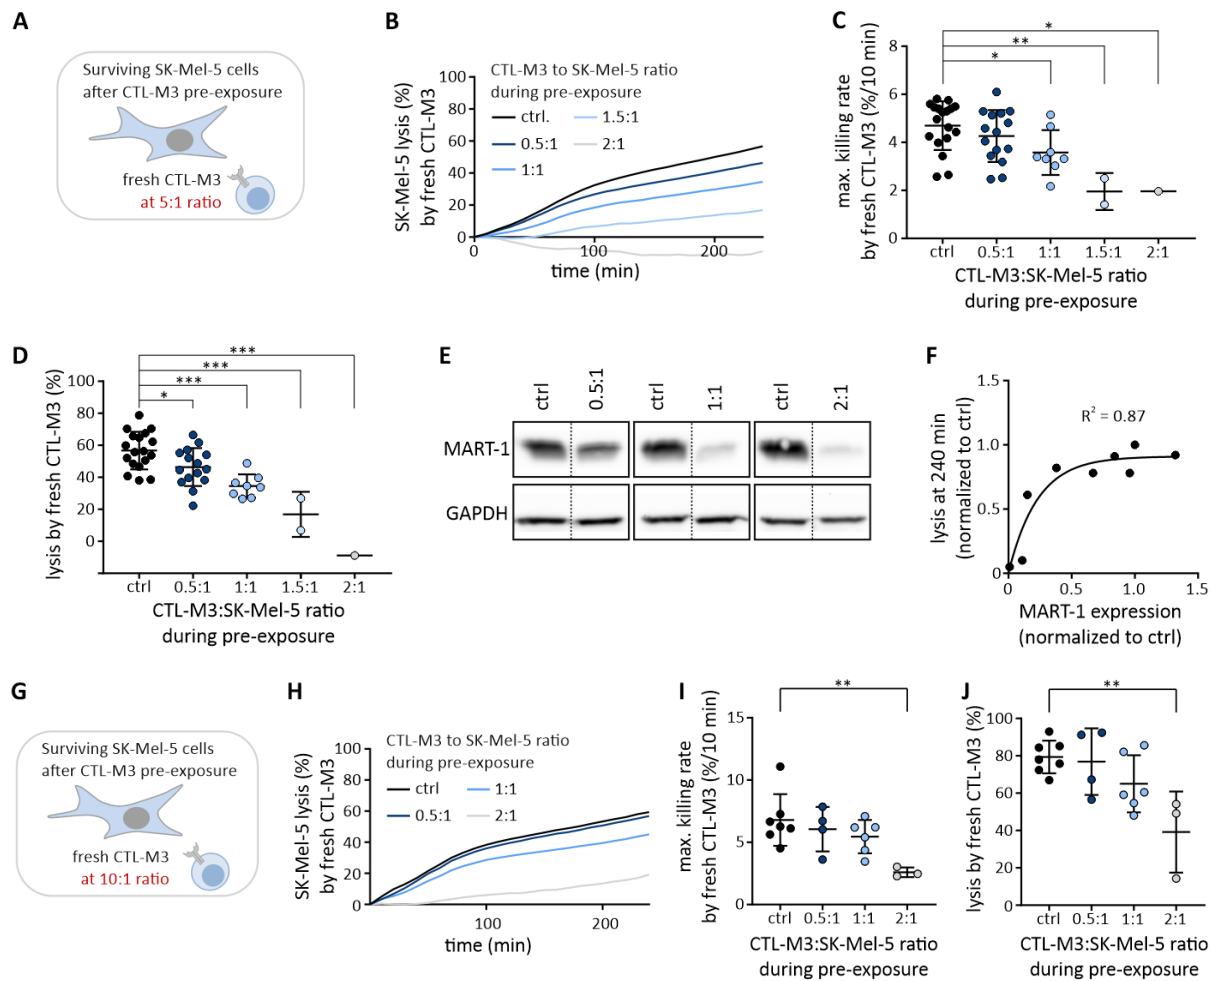 A
Surviving SK-Mel-5 cells
after CTL-M3 pre-exposure
fresh CTL-M3
at 5:1 ratio
B
SK-Mel-5 lysis (%)
by fresh CTL-M3
100
80
60
40
20
0
100
200
time (min)
CTL-M3 to SK-Mel-5 ratio
during pre-exposure
ctrl.
0.5:1
1:1
1.5:1
2:1
C
max. killing rate
by fresh CTL-M3 (%/10 min)
8
6
4
2
0
*
**
*
ctrl 0.5:1 1:1 1.5:1 2:1
CTL-M3:SK-Mel-5 ratio
during pre-exposure
D
lysis by fresh CTL-M3 (%)
100
80
60
40
20
0
***
***
***
*
ctrl 0.5:1 1:1 1.5:1 2:1
CTL-M3:SK-Mel-5 ratio
during pre-exposure
E
ctrl 0.5:1 ctrl 1:1 ctrl 2:1
MART-1
GAPDH
F
lysis at 240 min
(normalized to ctrl)
1.5
1.0
0.5
0
R² = 0.87
0 0.5 1.0 1.5
MART-1 expression
(normalized to ctrl)
G
Surviving SK-Mel-5 cells
after CTL-M3 pre-exposure
fresh CTL-M3
at 10:1 ratio
H
SK-Mel-5 lysis (%)
by fresh CTL-M3
100
80
60
40
20
0
100
200
time (min)
CTL-M3 to SK-Mel-5 ratio
during pre-exposure
ctrl
0.5:1
1:1
2:1
I
max. killing rate
by fresh CTL-M3 (%/10 min)
15
10
5
0
**
ctrl 0.5:1 1:1 2:1
CTL-M3:SK-Mel-5 ratio
during pre-exposure
J
lysis by fresh CTL-M3 (%)
100
80
60
40
20
0
**
ctrl 0.5:1 1:1 2:1
CTL-M3:SK-Mel-5 ratio
during pre-exposure